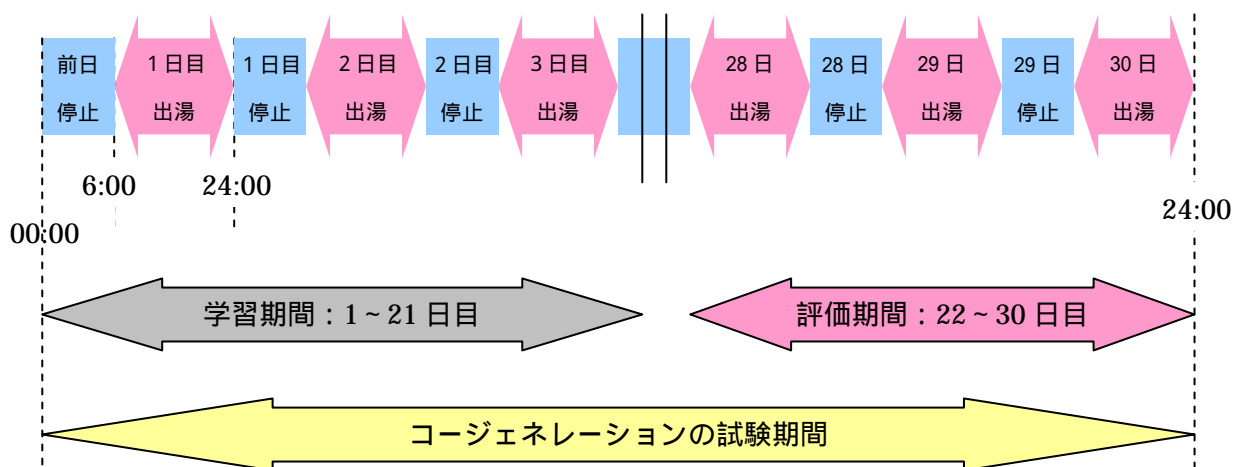 前日
停止
1日目
出湯
1日目
停止
2日目
出湯
2日目
停止
3日目
出湯
28日
出湯
28日
停止
29日
出湯
29日
停止
30日
出湯
6:00
24:00
00:00
24:00
学習期間：1～21日目
評価期間：22～30日目
コージェネレーションの試験期間